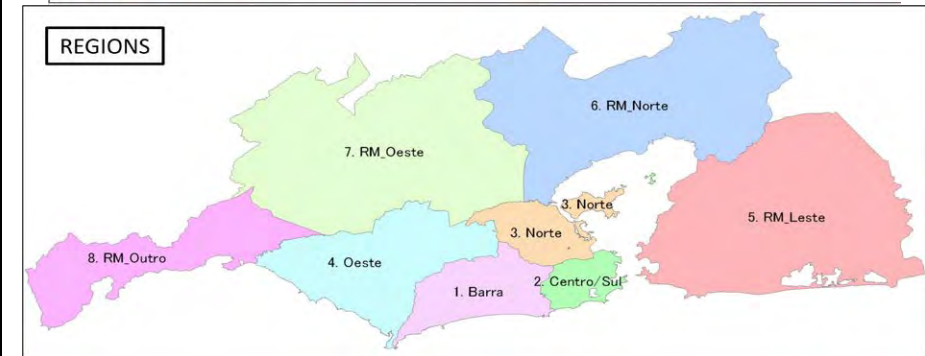 REGIONS
6. RM_Norte
7. RM_Oeste
3. Norte
5. RM_Leste
3. Norte
8. RM_Outro
4. Oeste
2. Centro/Sul
1. Barra